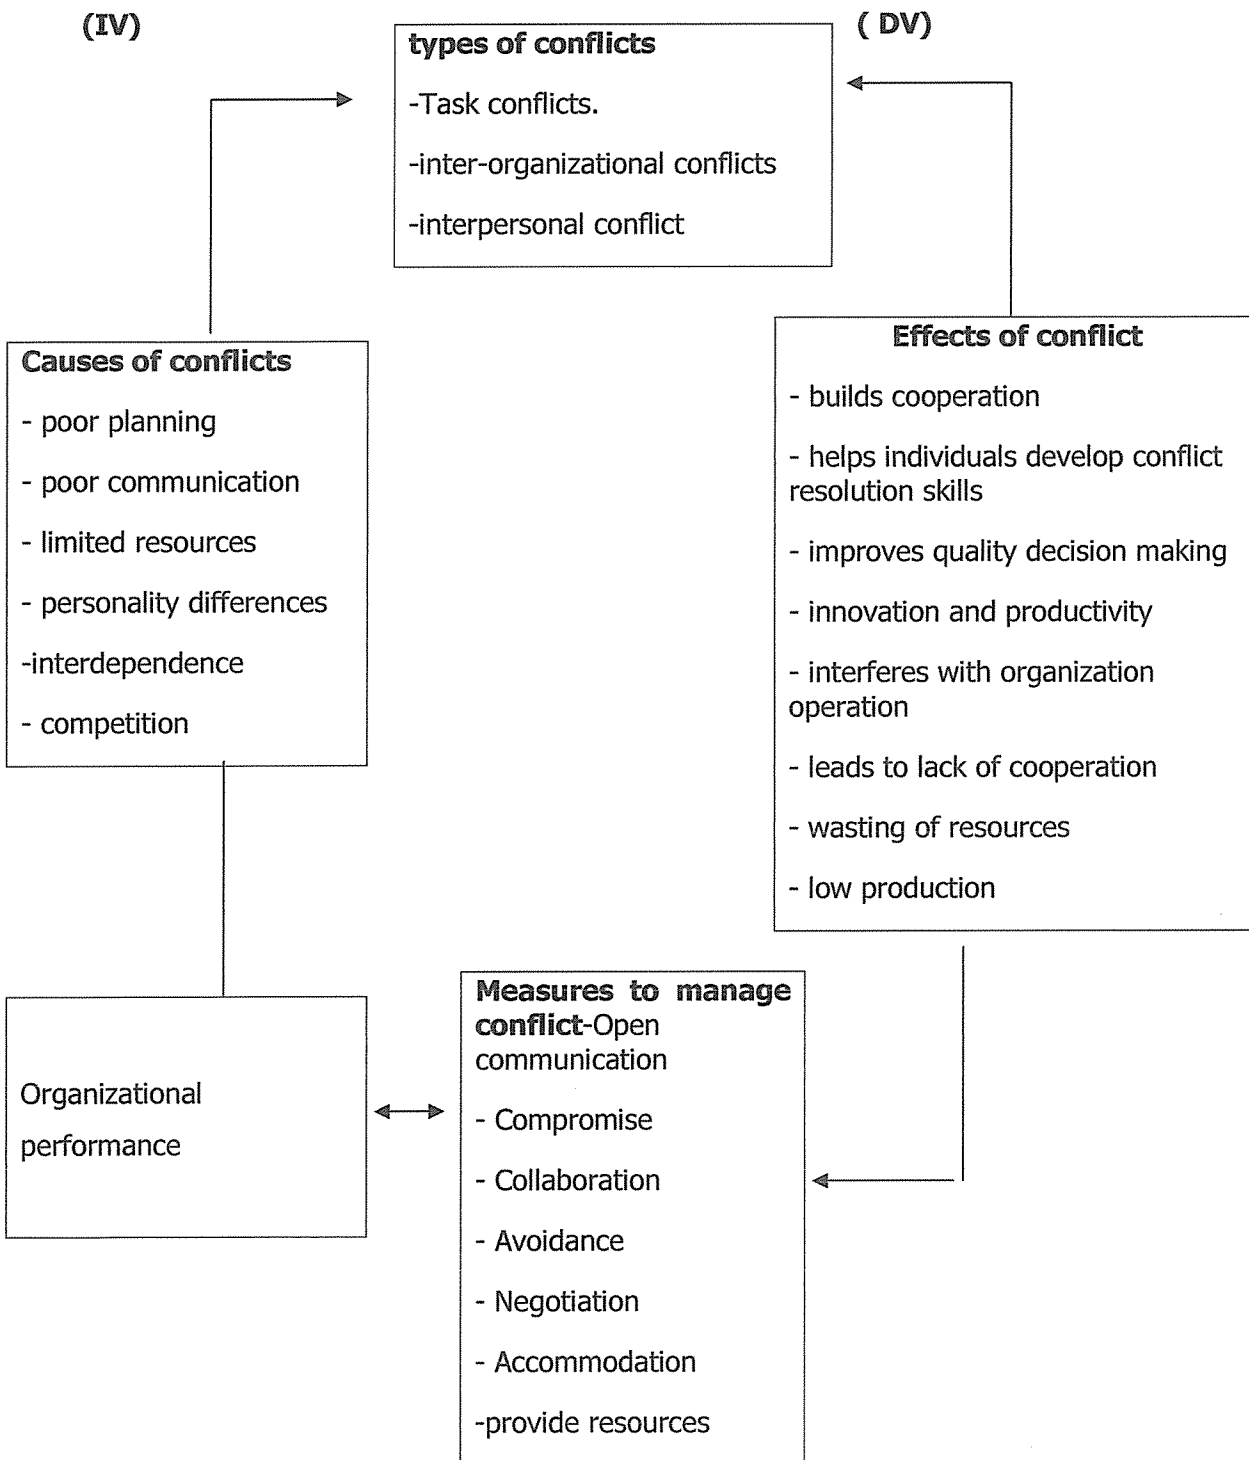 (IV)
( DV)
types of conflicts
-Task conflicts.
-inter-organizational conflicts
-interpersonal conflict
Causes of conflicts
- poor planning
- poor communication
- limited resources
- personality differences
-interdependence
- competition
Effects of conflict
- builds cooperation
- helps individuals develop conflict
resolution skills
- improves quality decision making
- innovation and productivity
- interferes with organization
operation
- leads to lack of cooperation
- wasting of resources
- low production
Organizational
performance
Measures to manage
conflict-Open
communication
- Compromise
- Collaboration
- Avoidance
- Negotiation
- Accommodation
-provide resources